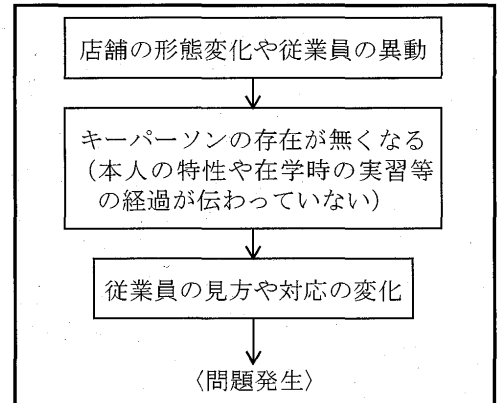 店舗の形態変化や従業員の異動
キーパーソンの存在が無くなる
（本人の特性や在学時の実習等
の経過が伝わっていない）
従業員の見方や対応の変化
〈問題発生〉